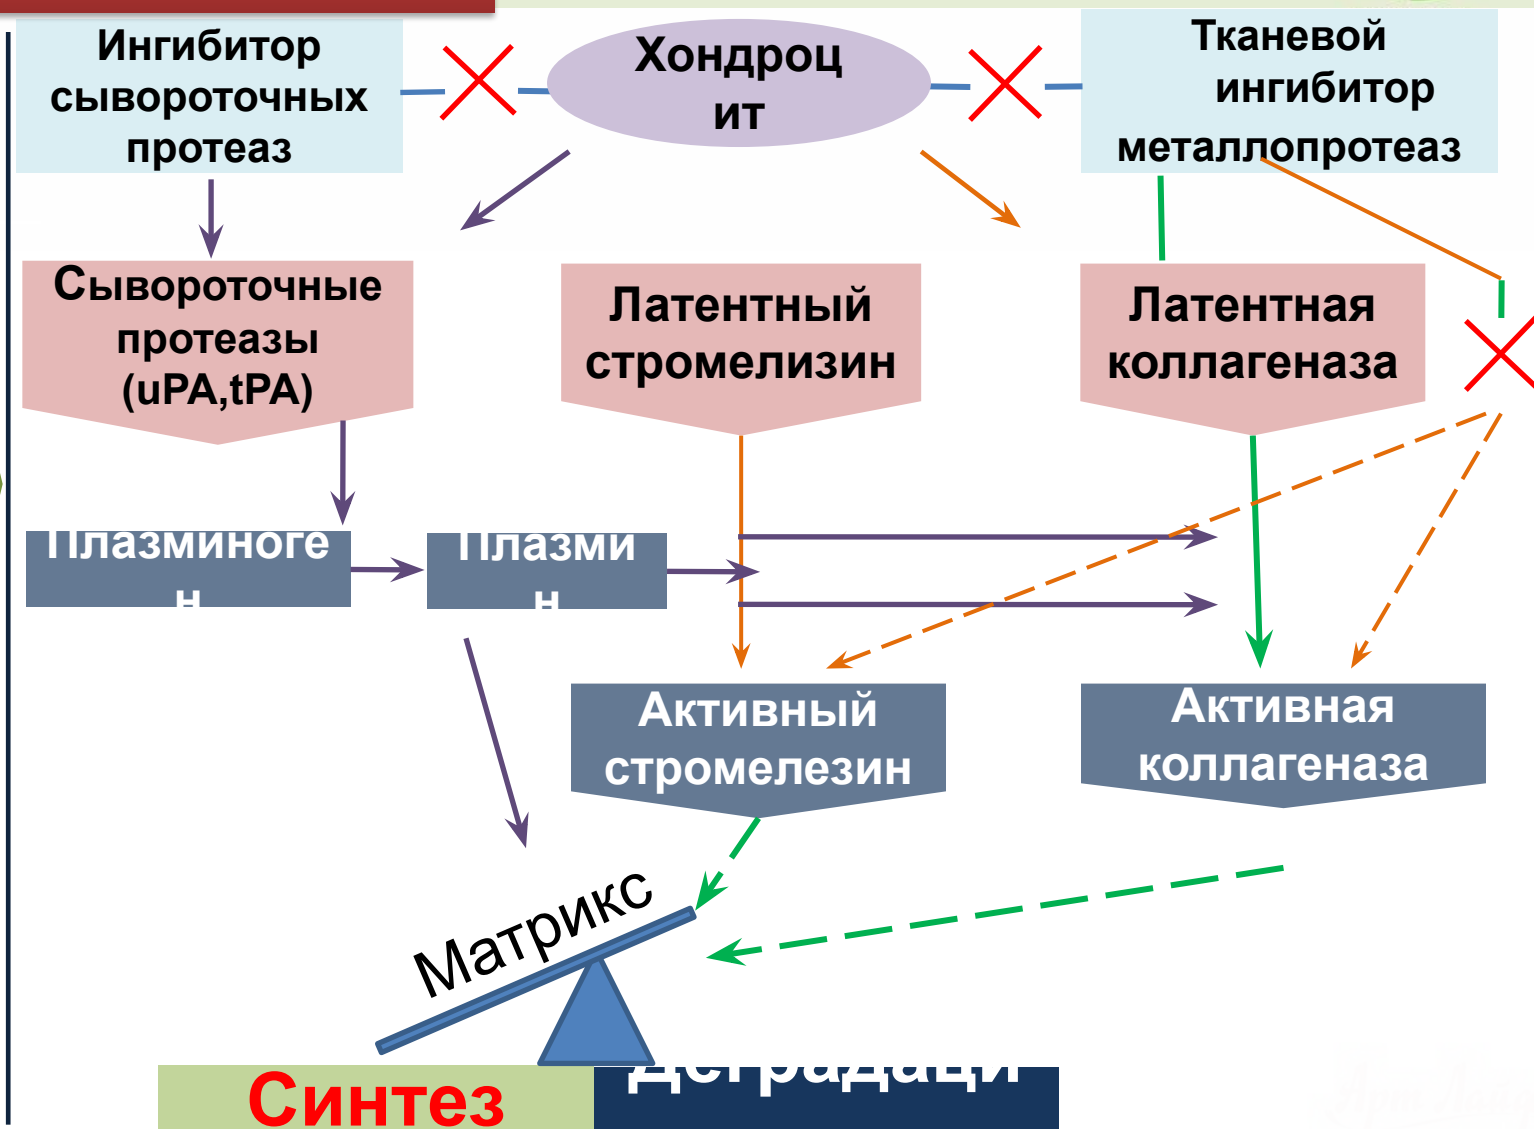 Ингибитор
сывороточных
протеаз
Хондроц
ит
Тканевой
ингибитор
металлопротеаз
Сывороточные
протеазы
(uPA,tPA)
Латентный
стромелизин
Латентная
коллагеназа
Плазминоге
н
Плазми
н
Активный
стромелезин
Активная
коллагеназа
Матрикс
Синтез
Деградаци